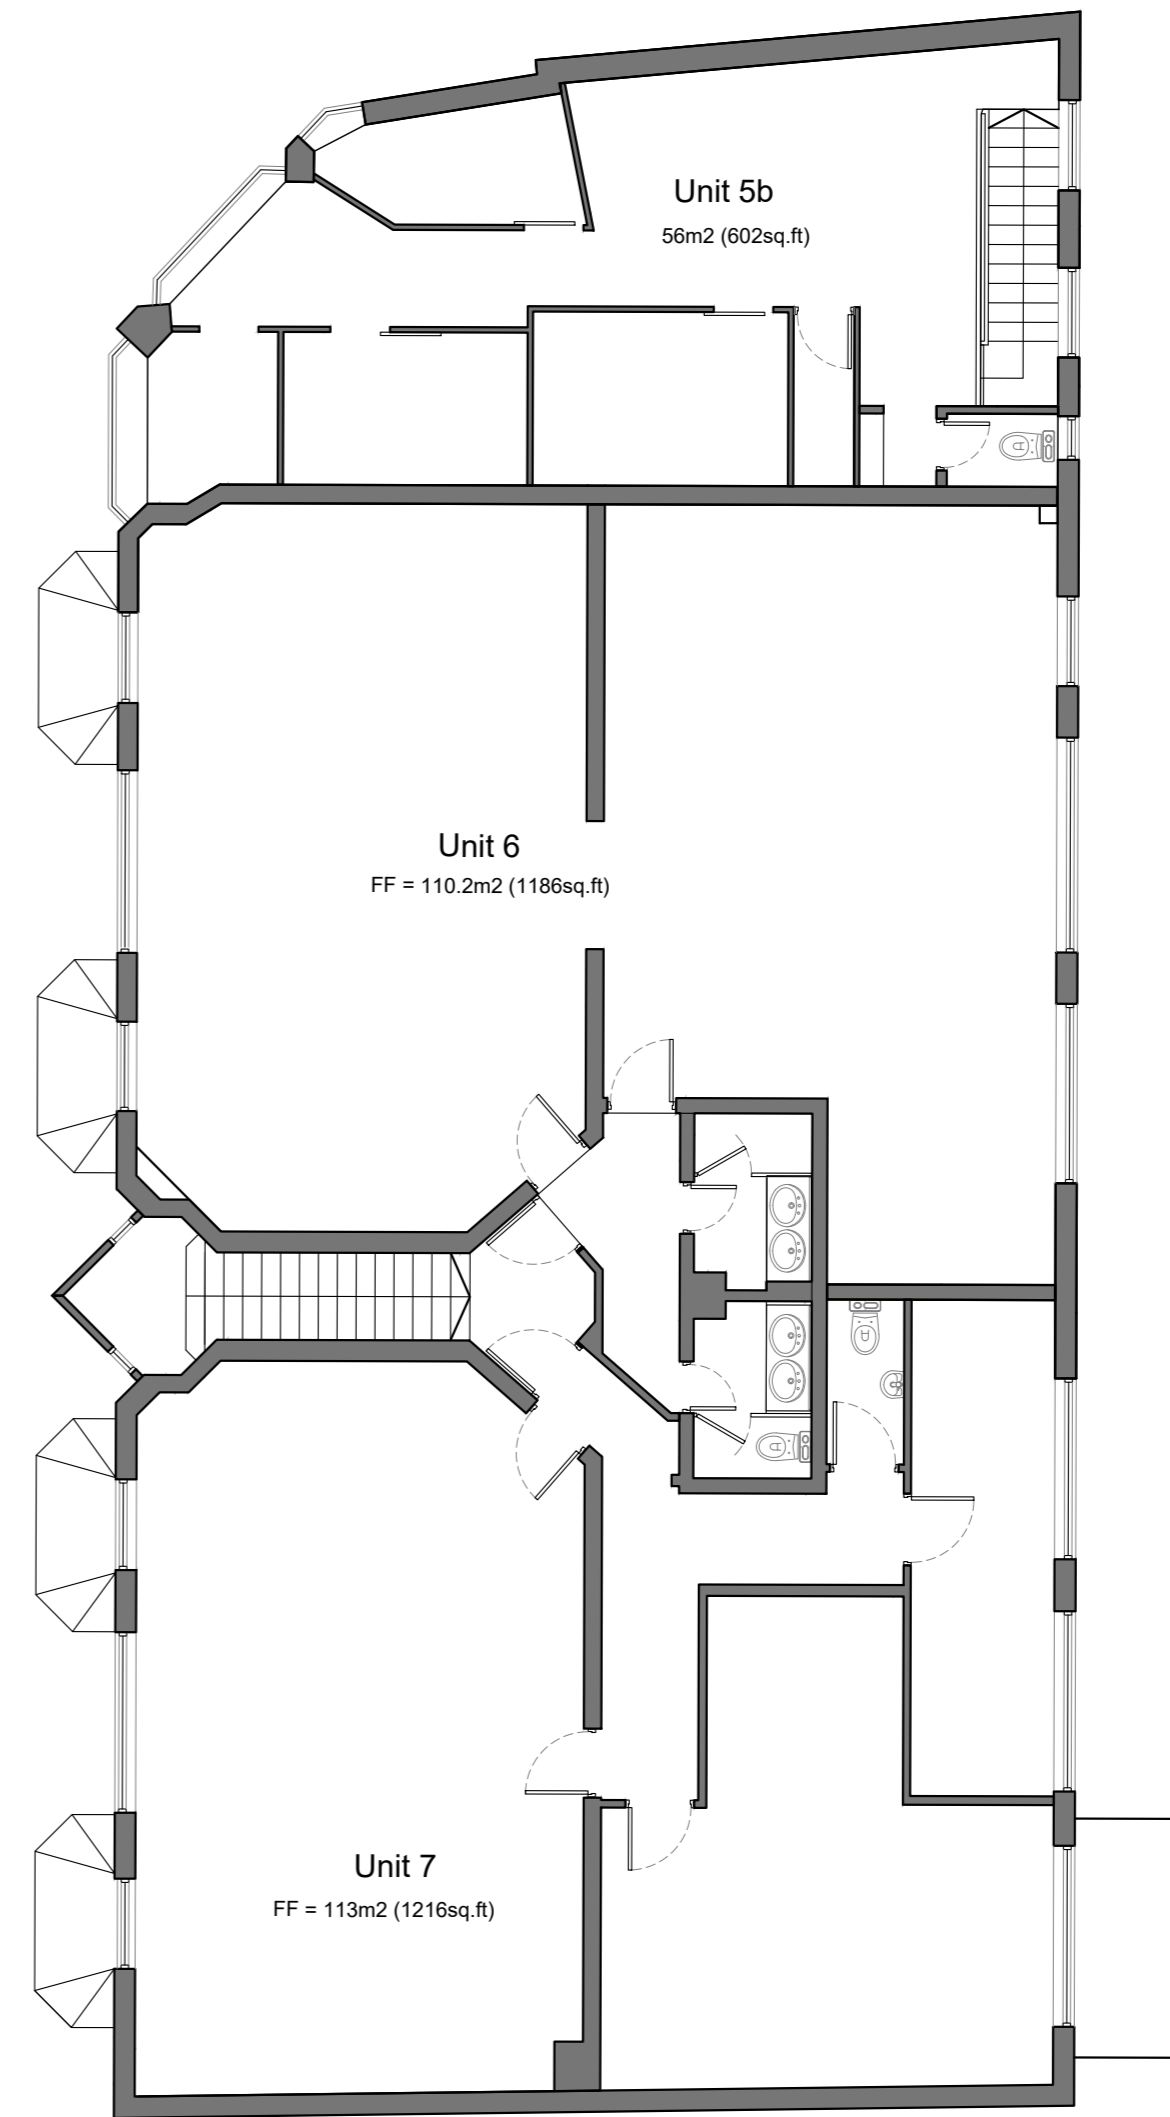 Unit 5b
56m2 (602sq.ft)
Unit 6
FF = 110.2m2 (1186sq.ft)
Unit 7
FF = 113m2 (1216sq.ft)